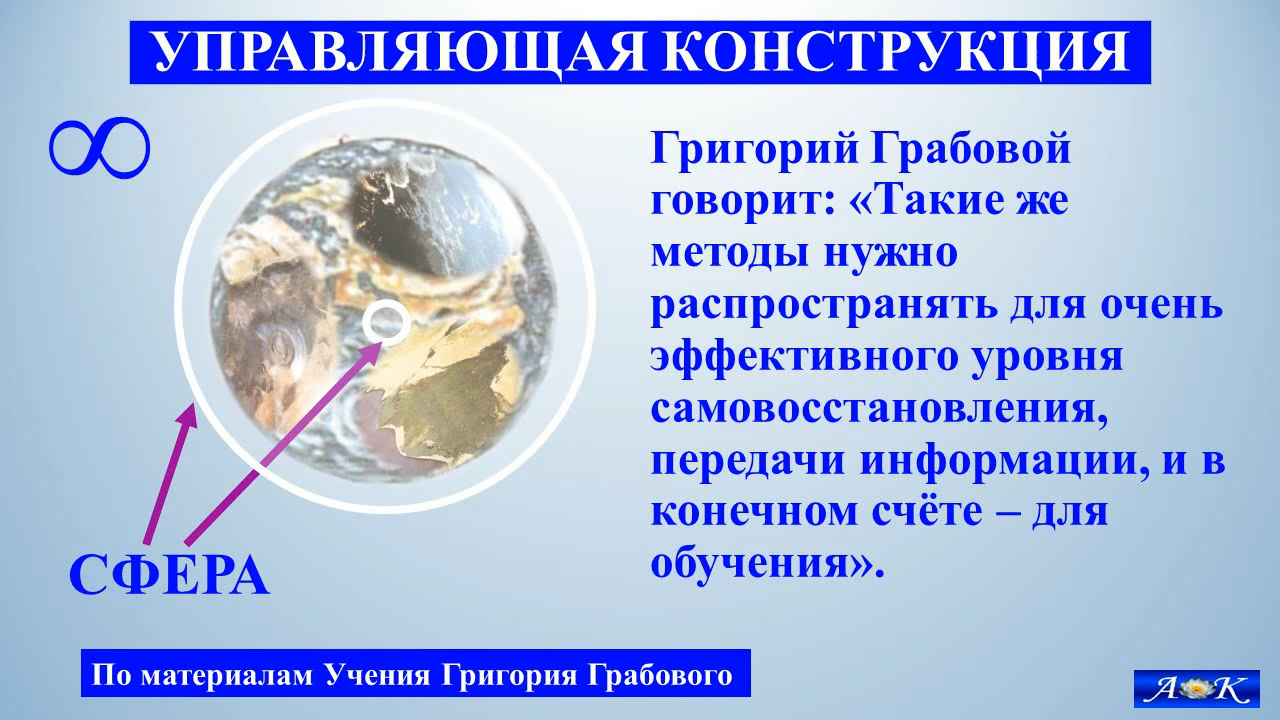 УПРАВЛЯЮЩАЯ КОНСТРУКЦИЯ
∞
Григорий Грабовой
говорит: «Такие же
методы нужно
распространять для очень
эффективного уровня
самовосстановления,
передачи информации, и в
конечном счёте – для
обучения».
СФЕРА
По материалам Учения Григория Грабового
А К